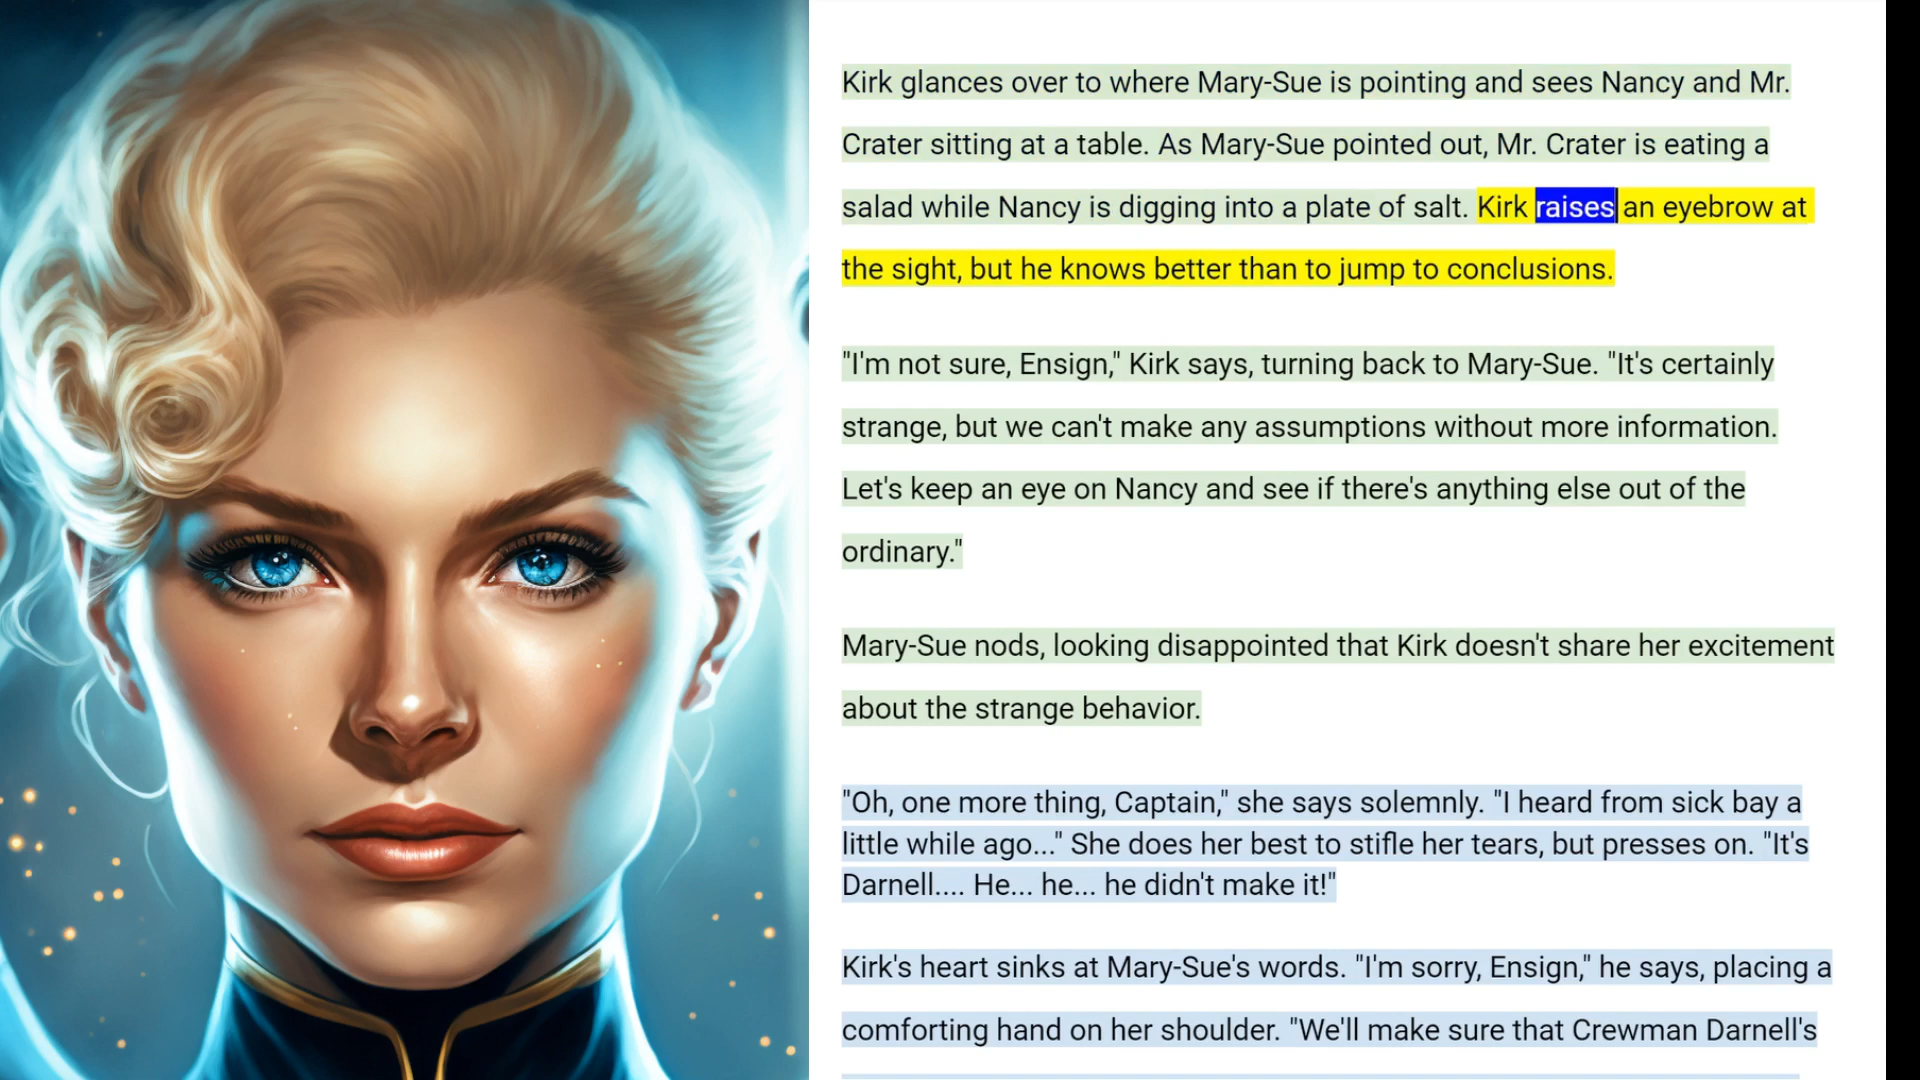 Kirk glances over to where Mary-Sue is pointing and sees Nancy and Mr.
Crater sitting at a table. As Mary-Sue pointed out, Mr. Crater is eating a
salad while Nancy is digging into a plate of salt. Kirk raises an eyebrow at
the sight, but he knows better than to jump to conclusions.
"I'm not sure, Ensign," Kirk says, turning back to Mary-Sue. "It's certainly
strange, but we can't make any assumptions without more information.
Let's keep an eye on Nancy and see if there's anything else out of the
ordinary."
Mary-Sue nods, looking disappointed that Kirk doesn't share her excitement
about the strange behavior.
"Oh, one more thing, Captain," she says solemnly. "I heard from sick bay a
little while ago..." She does her best to stifle her tears, but presses on. "It's
Darnell.... He... he... he didn't make it!"
Kirk's heart sinks at Mary-Sue's words. "I'm sorry, Ensign," he says, placing a
comforting hand on her shoulder. "We'll make sure that Crewman Darnell's